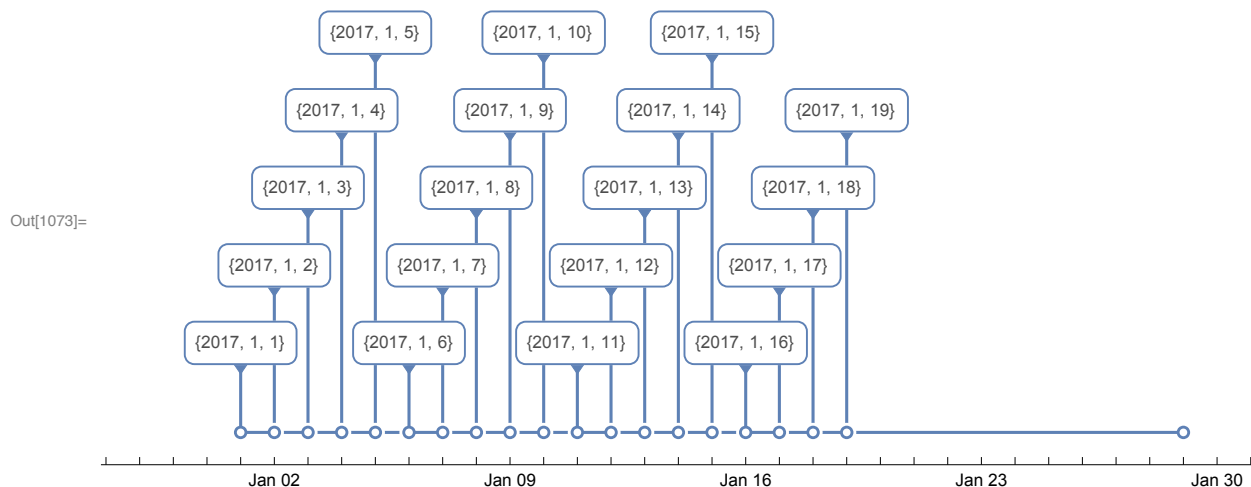 {2017, 1, 5} {2017, 1, 10} {2017, 1, 15}
{2017, 1, 4} {2017, 1, 9} {2017, 1, 14} {2017, 1, 19}
{2017, 1, 3} {2017, 1, 8} {2017, 1, 13} {2017, 1, 18}
Out[1073]=
{2017, 1, 2} {2017, 1, 7} {2017, 1, 12} {2017, 1, 17}
{2017, 1, 1} {2017, 1, 6} {2017, 1, 11} {2017, 1, 16}
Jan 02 Jan 09 Jan 16 Jan 23 Jan 30